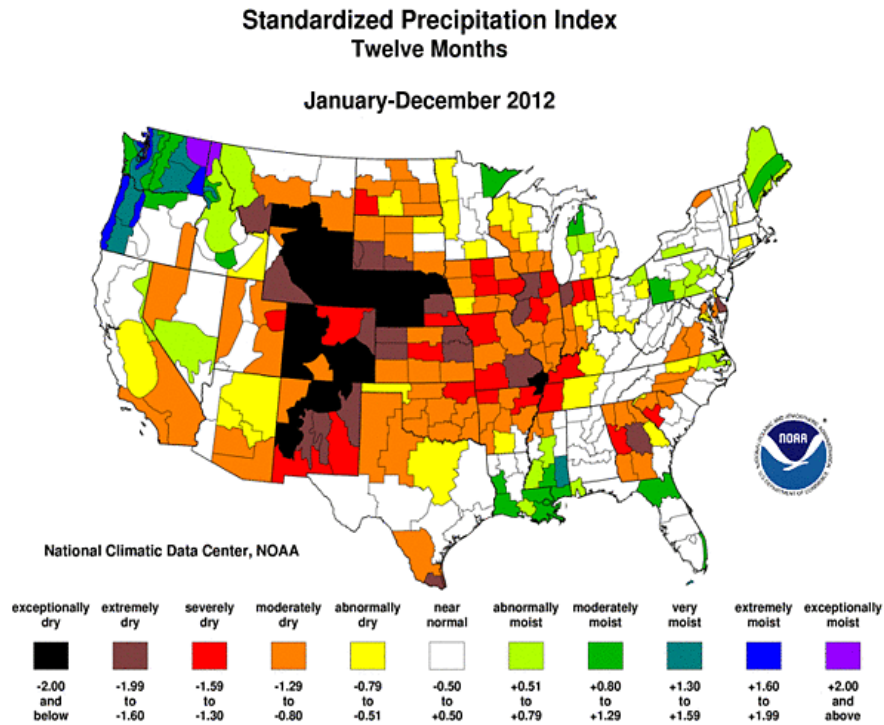 Standardized Precipitation Index
Twelve Months
January-December 2012
NOAA
National Climatic Data Center, NOAA
exceptionally extremely severely moderately abnormally near abnormally moderately very extremely exceptionally
dry dry dry dry dry normal moist moist moist moist moist
-2.00 -1.99 -1.59 -1.29 -0.79 -0.50 +0.51 +0.80 +1.30 +1.60 +2.00
and to to to to to to to to to and
below -1.60 -1.30 -0.80 -0.51 +0.50 +0.79 +1.29 +1.59 +1.99 above